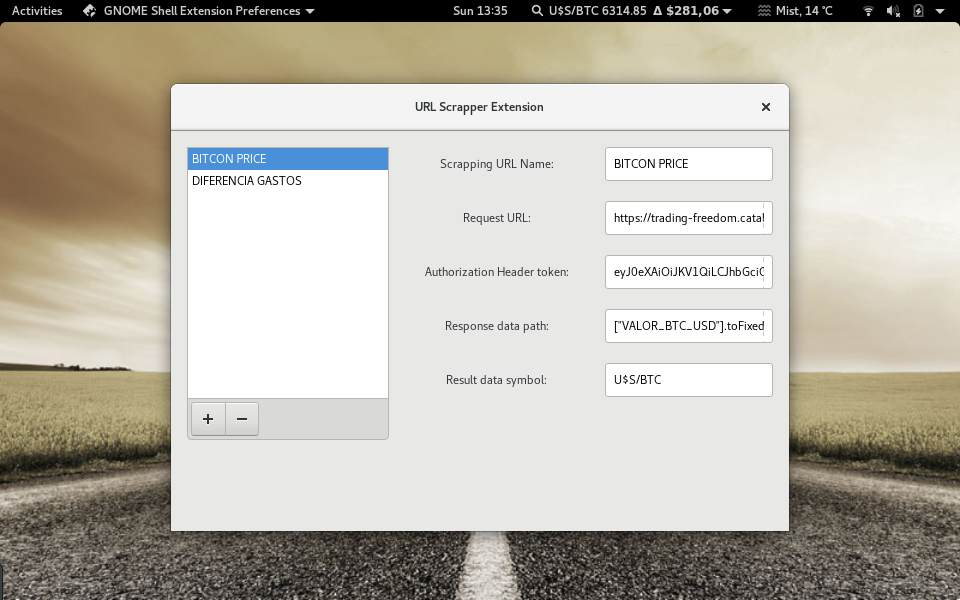 Activities GNOME Shell Extension Preferences Sun 13:35 U$S/BTC 6314.85 Δ $281,06 Mist, 14 °C
URL Scrapper Extension
BITCON PRICE
DIFERENCIA GASTOS
Scrapping URL Name: BITCON PRICE
Request URL: https://trading-freedom.catal
Authorization Header token: eyJ0eXAiOiJKV1QiLCJhbGciO
Response data path: ["VALOR_BTC_USD"].toFixed
Result data symbol: U$S/BTC